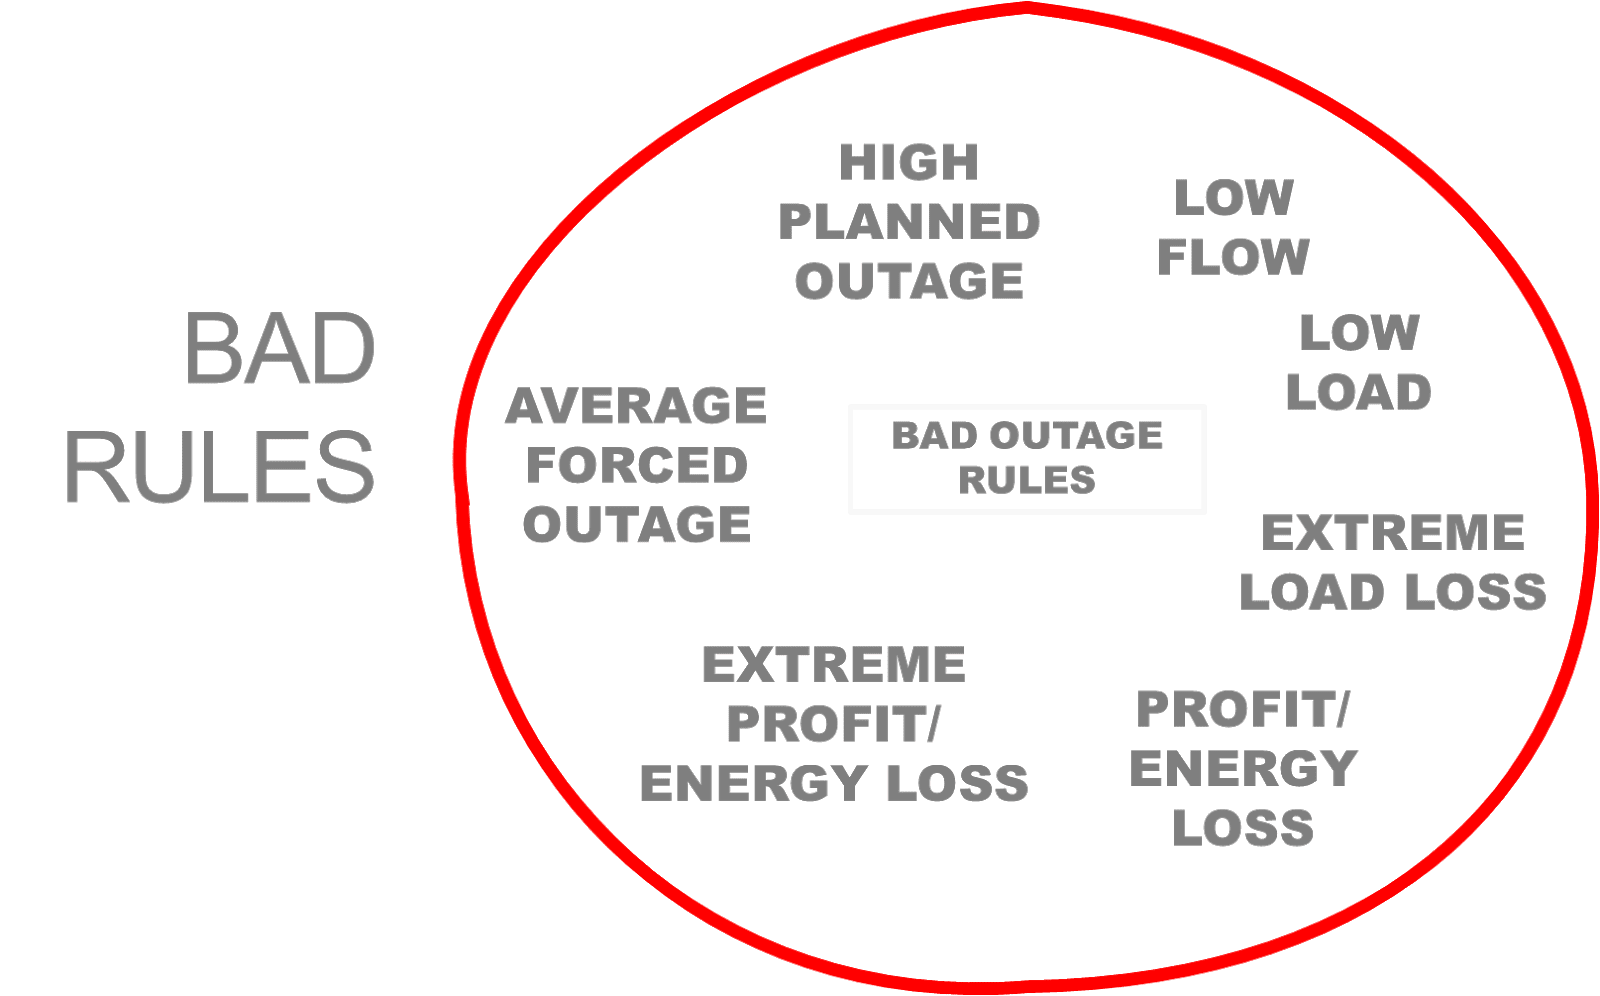 BAD
RULES
HIGH
PLANNED
OUTAGE
LOW
FLOW
LOW
LOAD
AVERAGE
FORCED
OUTAGE
BAD OUTAGE
RULES
EXTREME
LOAD LOSS
EXTREME
PROFIT/
ENERGY LOSS
PROFIT/
ENERGY
LOSS